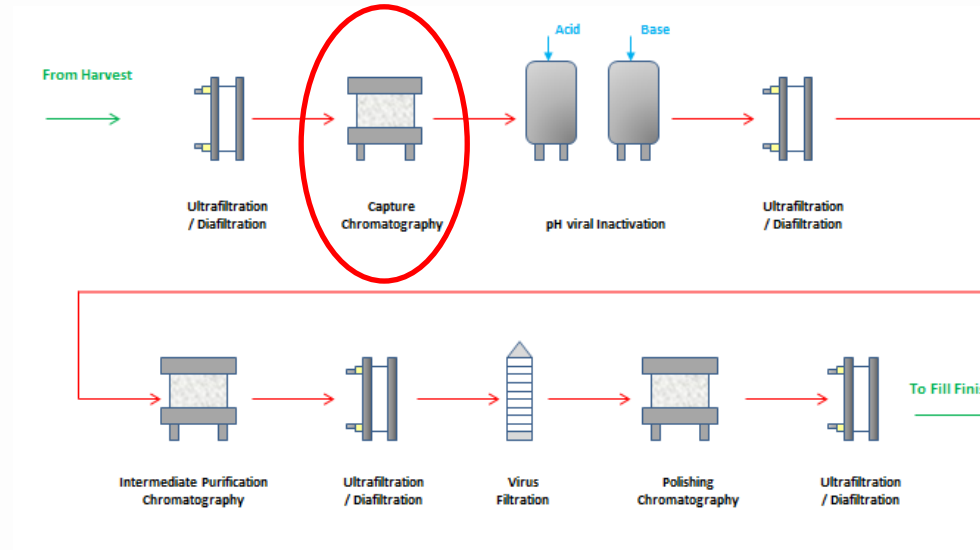 Acid
Base
From Harvest
Ultrafiltration
/ Diafiltration
Capture
Chromatography
pH viral Inactivation
Ultrafiltration
/ Diafiltration
To Fill Finis
Intermediate Purification
Chromatography
Ultrafiltration
/ Diafiltration
Virus
Filtration
Polishing
Chromatography
Ultrafiltration
/ Diafiltration